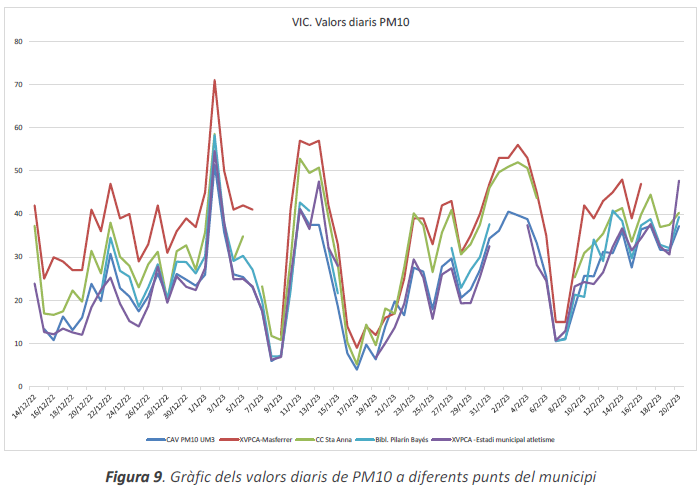 VIC. Valors diaris PM10
80
70
60
50
40
30
20
10
0
14/12/22 16/12/22 18/12/22 20/12/22 22/12/22 24/12/22 26/12/22 28/12/22 30/12/22 1/1/23 3/1/23 5/1/23 7/1/23 9/1/23 11/1/23 13/1/23 15/1/23 17/1/23 19/1/23 21/1/23 23/1/23 25/1/23 27/1/23 29/1/23 31/1/23 2/2/23 4/2/23 6/2/23 8/2/23 10/2/23 12/2/23 14/2/23 16/2/23 18/2/23 20/2/23
CAV PM10 UM3 XVPCA-Masferrer CC Sta Anna Bibl. Pilarin Bayés XVPCA -Estadi municipal atletisme
Figura 9. Gràfic dels valors diaris de PM10 a diferents punts del municipi